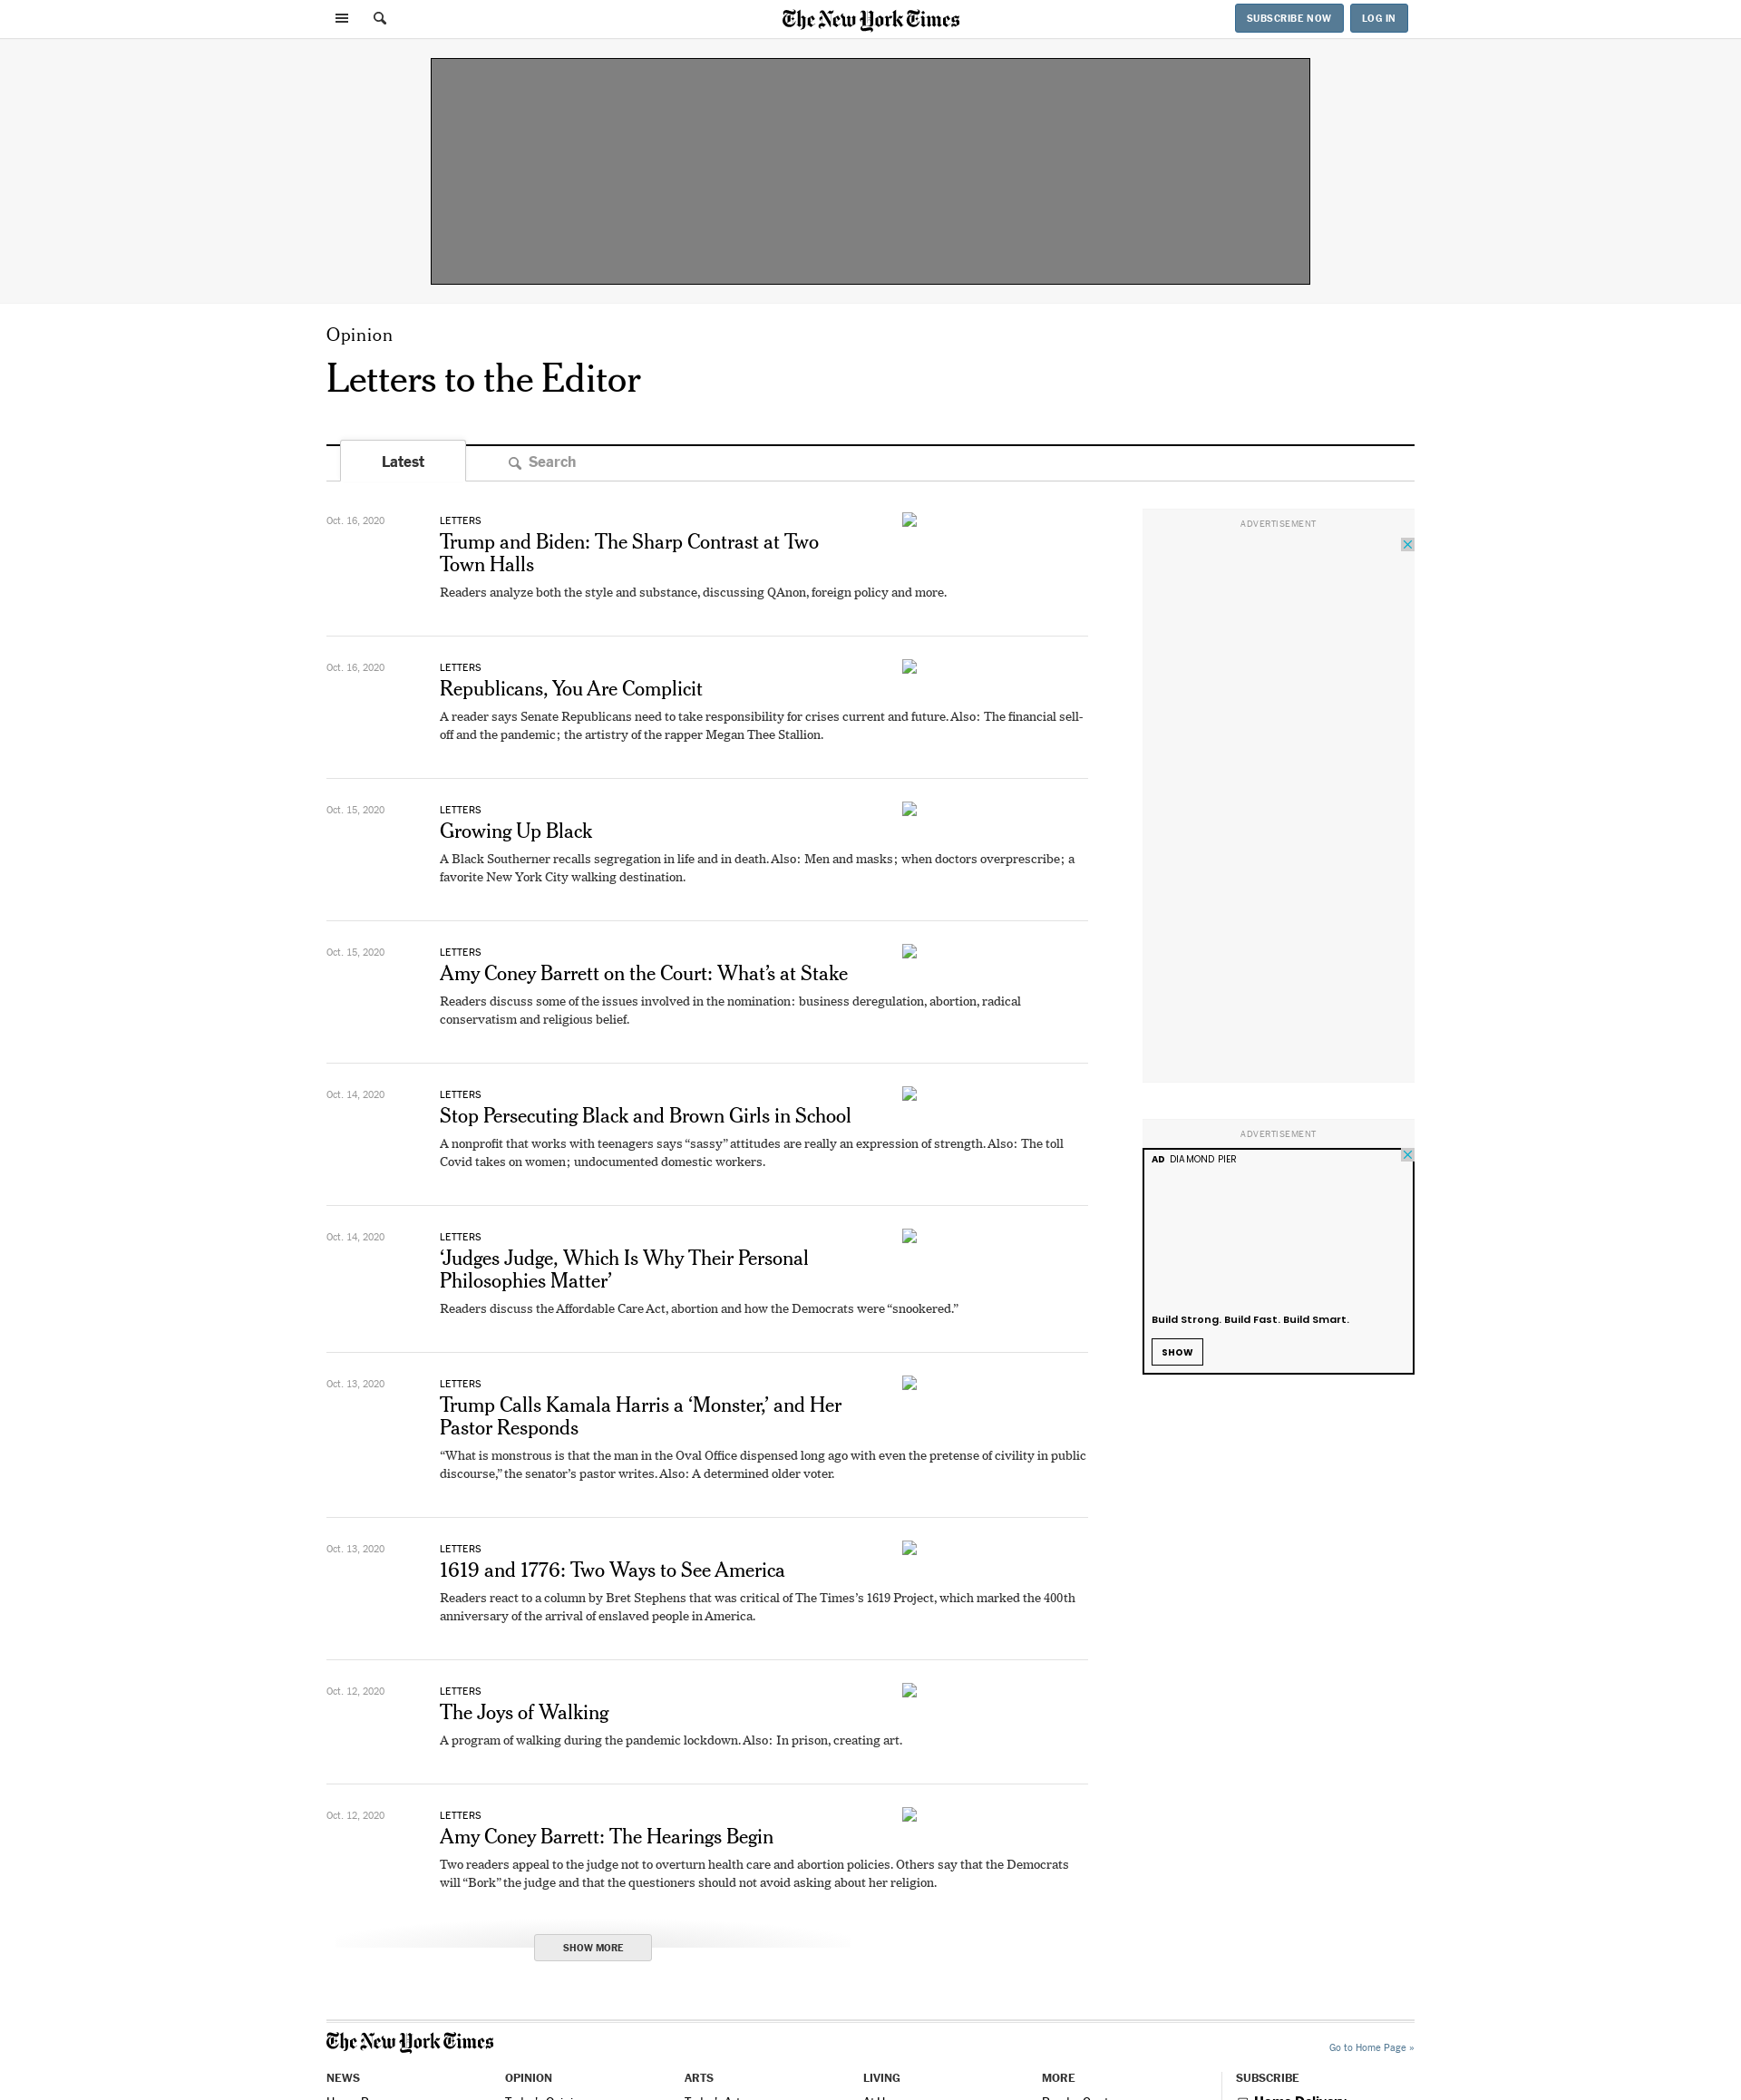 The New York Times
SUBSCRIBE NOW
LOG IN
Opinion
Letters to the Editor
Latest
Search
Oct. 16, 2020
LETTERS
Trump and Biden: The Sharp Contrast at Two
Town Halls
Readers analyze both the style and substance, discussing QAnon, foreign policy and more.
Oct. 16, 2020
LETTERS
Republicans, You Are Complicit
A reader says Senate Republicans need to take responsibility for crises current and future. Also: The financial sell-
off and the pandemic; the artistry of the rapper Megan Thee Stallion.
Oct. 15, 2020
LETTERS
Growing Up Black
A Black Southerner recalls segregation in life and in death. Also: Men and masks; when doctors overprescribe; a
favorite New York City walking destination.
Oct. 15, 2020
LETTERS
Amy Coney Barrett on the Court: What’s at Stake
Readers discuss some of the issues involved in the nomination: business deregulation, abortion, radical
conservatism and religious belief.
Oct. 14, 2020
LETTERS
Stop Persecuting Black and Brown Girls in School
A nonprofit that works with teenagers says “sassy” attitudes are really an expression of strength. Also: The toll
Covid takes on women; undocumented domestic workers.
Oct. 14, 2020
LETTERS
‘Judges Judge, Which Is Why Their Personal
Philosophies Matter’
Readers discuss the Affordable Care Act, abortion and how the Democrats were “snookered.”
Oct. 13, 2020
LETTERS
Trump Calls Kamala Harris a ‘Monster,’ and Her
Pastor Responds
“What is monstrous is that the man in the Oval Office dispensed long ago with even the pretense of civility in public
discourse,” the senator’s pastor writes. Also: A determined older voter.
Oct. 13, 2020
LETTERS
1619 and 1776: Two Ways to See America
Readers react to a column by Bret Stephens that was critical of The Times’s 1619 Project, which marked the 400th
anniversary of the arrival of enslaved people in America.
Oct. 12, 2020
LETTERS
The Joys of Walking
A program of walking during the pandemic lockdown. Also: In prison, creating art.
Oct. 12, 2020
LETTERS
Amy Coney Barrett: The Hearings Begin
Two readers appeal to the judge not to overturn health care and abortion policies. Others say that the Democrats
will “Bork” the judge and that the questioners should not avoid asking about her religion.
SHOW MORE
ADVERTISEMENT
ADVERTISEMENT
AD DIAMOND PIER
Build Strong. Build Fast. Build Smart.
SHOW
The New York Times
Go to Home Page »
NEWS
OPINION
ARTS
LIVING
MORE
SUBSCRIBE
Home Delivery